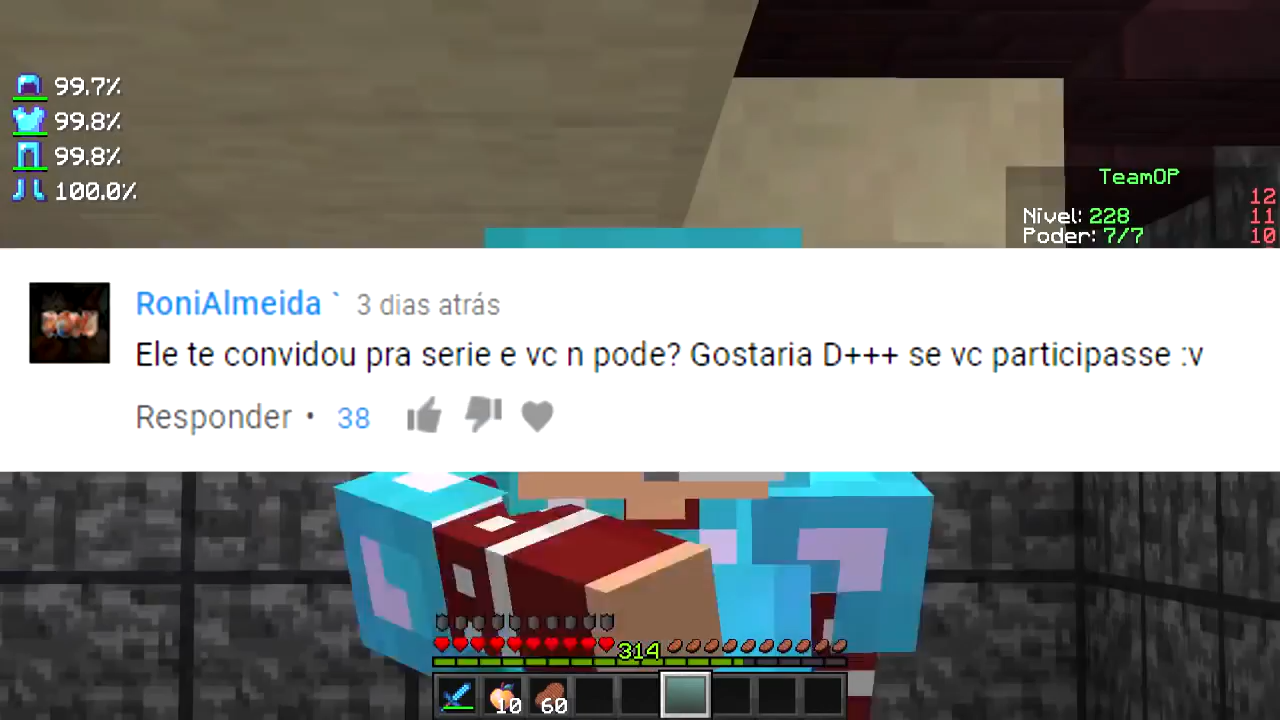 99.7%
99.8%
99.8%
100.0%
TeamOP
12
Nível: 228 11
Poder: 7/7 10
RoniAlmeida ` 3 dias atrás
Ele te convidou pra serie e vc n pode? Gostaria D+++ se vc participasse :v
Responder • 38
314
10 60